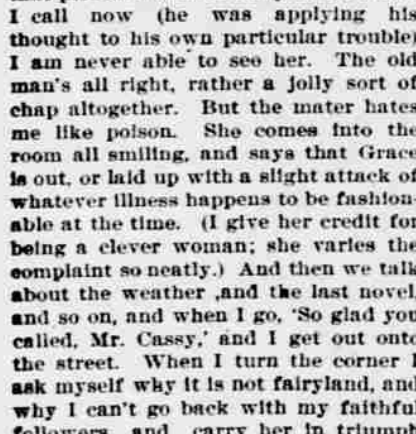 I call now (he was applying his
thought to his own particular trouble)
I am never able to see her. The old
man's all right, rather a jolly sort of
chap altogether. But the mater hates
me like poison. She comes into the
room all smiling, and says that Grace
is out, or laid up with a slight attack of
whatever illness happens to be fashion-
able at the time. (I give her credit for
being a clever woman; she varies the
complaint so neatly.) And then we talk
about the weather ,and the last novel,
and so on, and when I go, 'So glad you
called, Mr. Cassy,' and I get out onto
the street. When I turn the corner I
ask myself why it is not fairyland, and
why I can't go back with my faithful
followers and carry her in triumph